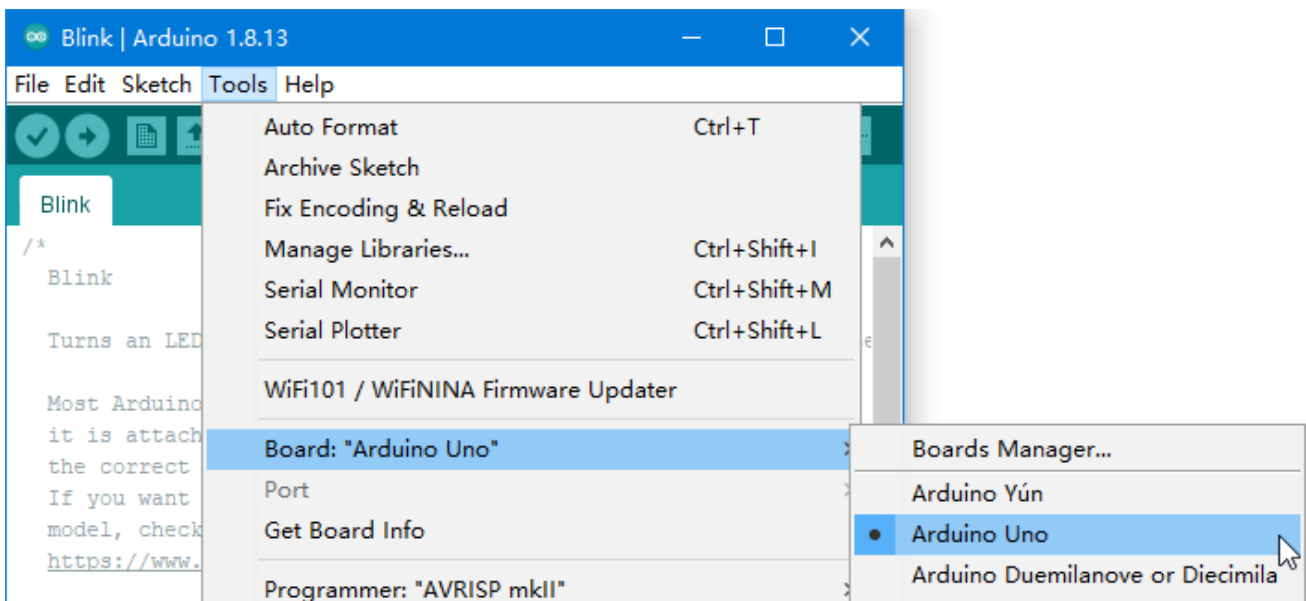 Blink | Arduino 1.8.13
File Edit Sketch Tools Help
Auto Format Ctrl+T
Archive Sketch
Fix Encoding & Reload
Manage Libraries... Ctrl+Shift+I
Serial Monitor Ctrl+Shift+M
Serial Plotter Ctrl+Shift+L
WiFi101 / WiFiNINA Firmware Updater
Board: "Arduino Uno"
Port
Get Board Info
Programmer: "AVRISP mkII"
Boards Manager...
Arduino Yún
Arduino Uno
Arduino Duemilanove or Diecimila
Blink
/*
Blink
Turns an LED
Most Arduino
it is attach
the correct
If you want
model, check
https://www.